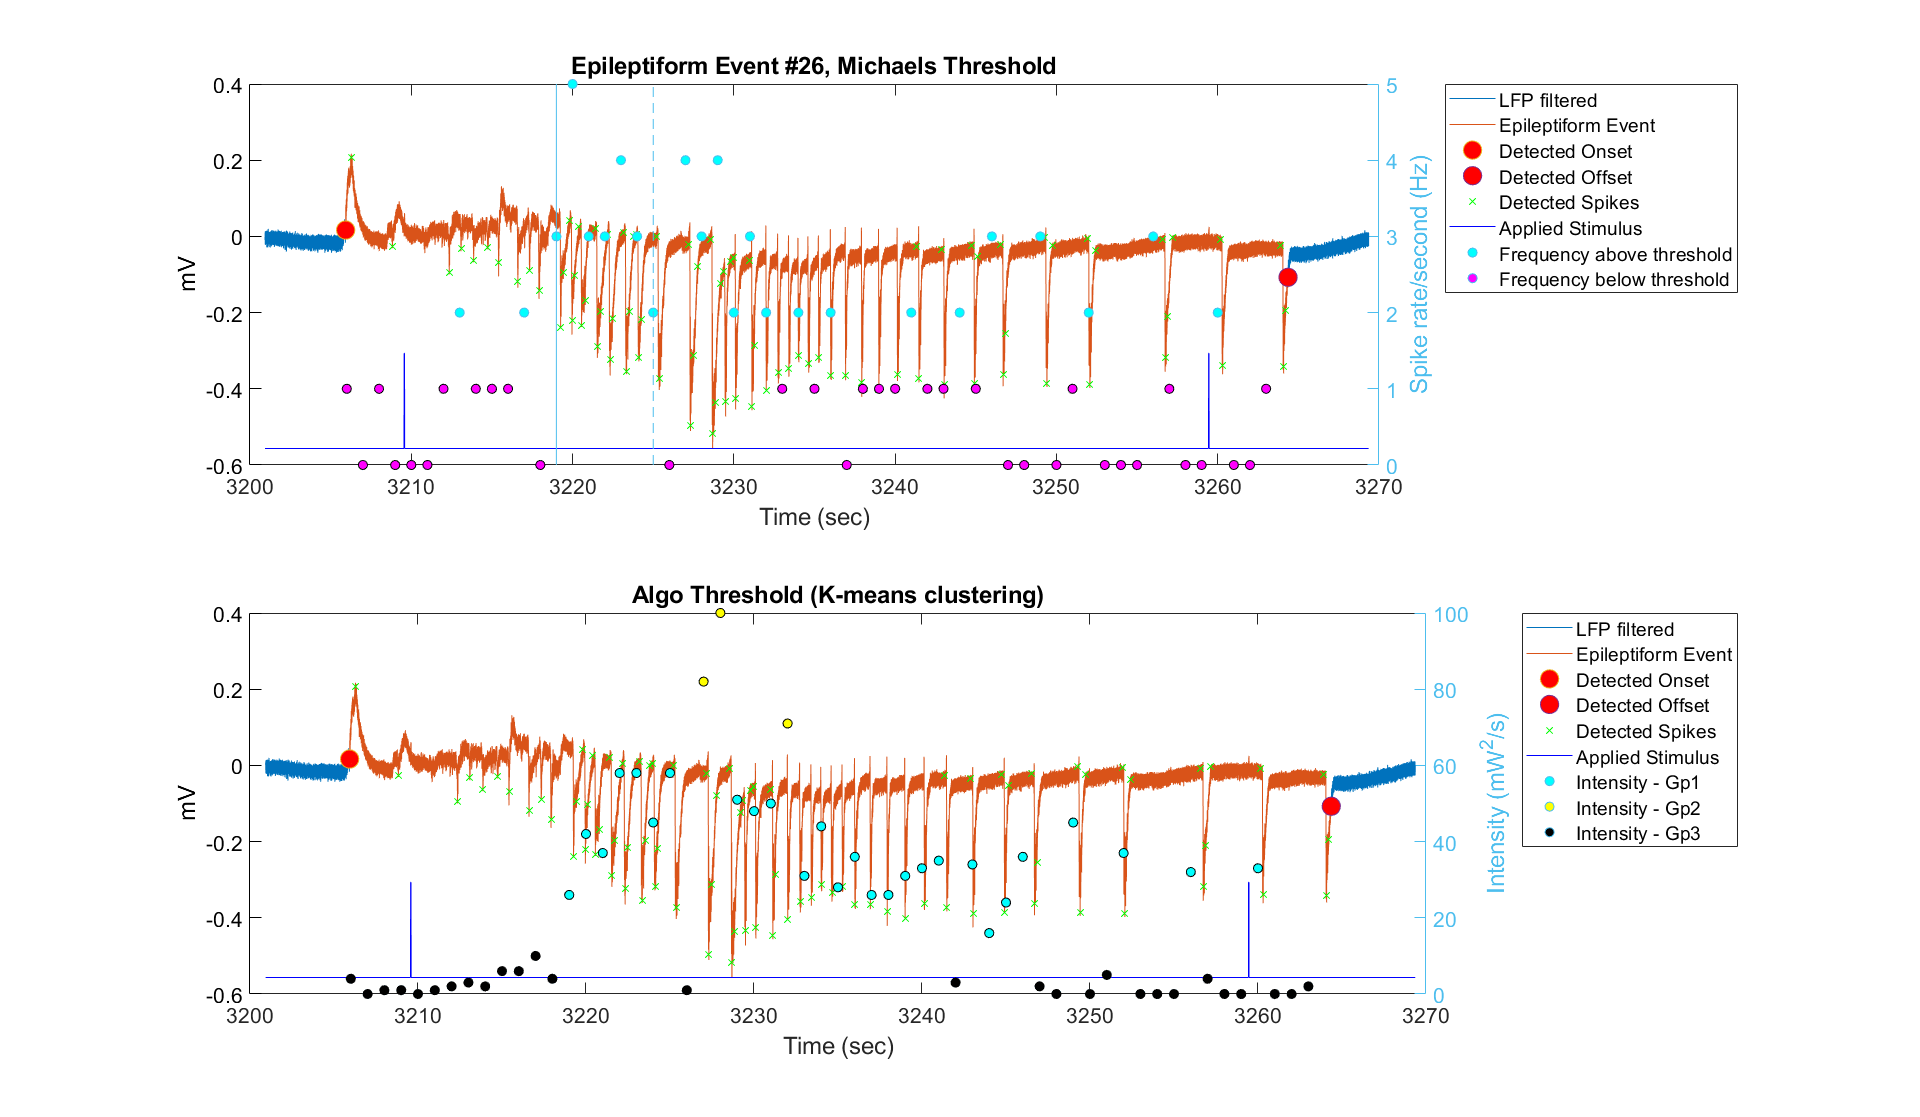 Epileptiform Event #26, Michaels Threshold
0.4
0.2
0
-0.2
-0.4
-0.6
mV
3200
3210
3220
3230
3240
3250
3260
3270
Time (sec)
5
4
3
2
1
0
Spike rate/second (Hz)
LFP filtered
Epileptiform Event
Detected Onset
Detected Offset
Detected Spikes
Applied Stimulus
Frequency above threshold
Frequency below threshold
Algo Threshold (K-means clustering)
0.4
0.2
0
-0.2
-0.4
-0.6
mV
3200
3210
3220
3230
3240
3250
3260
3270
Time (sec)
100
80
60
40
20
0
Intensity (mW²/s)
LFP filtered
Epileptiform Event
Detected Onset
Detected Offset
Detected Spikes
Applied Stimulus
Intensity - Gp1
Intensity - Gp2
Intensity - Gp3